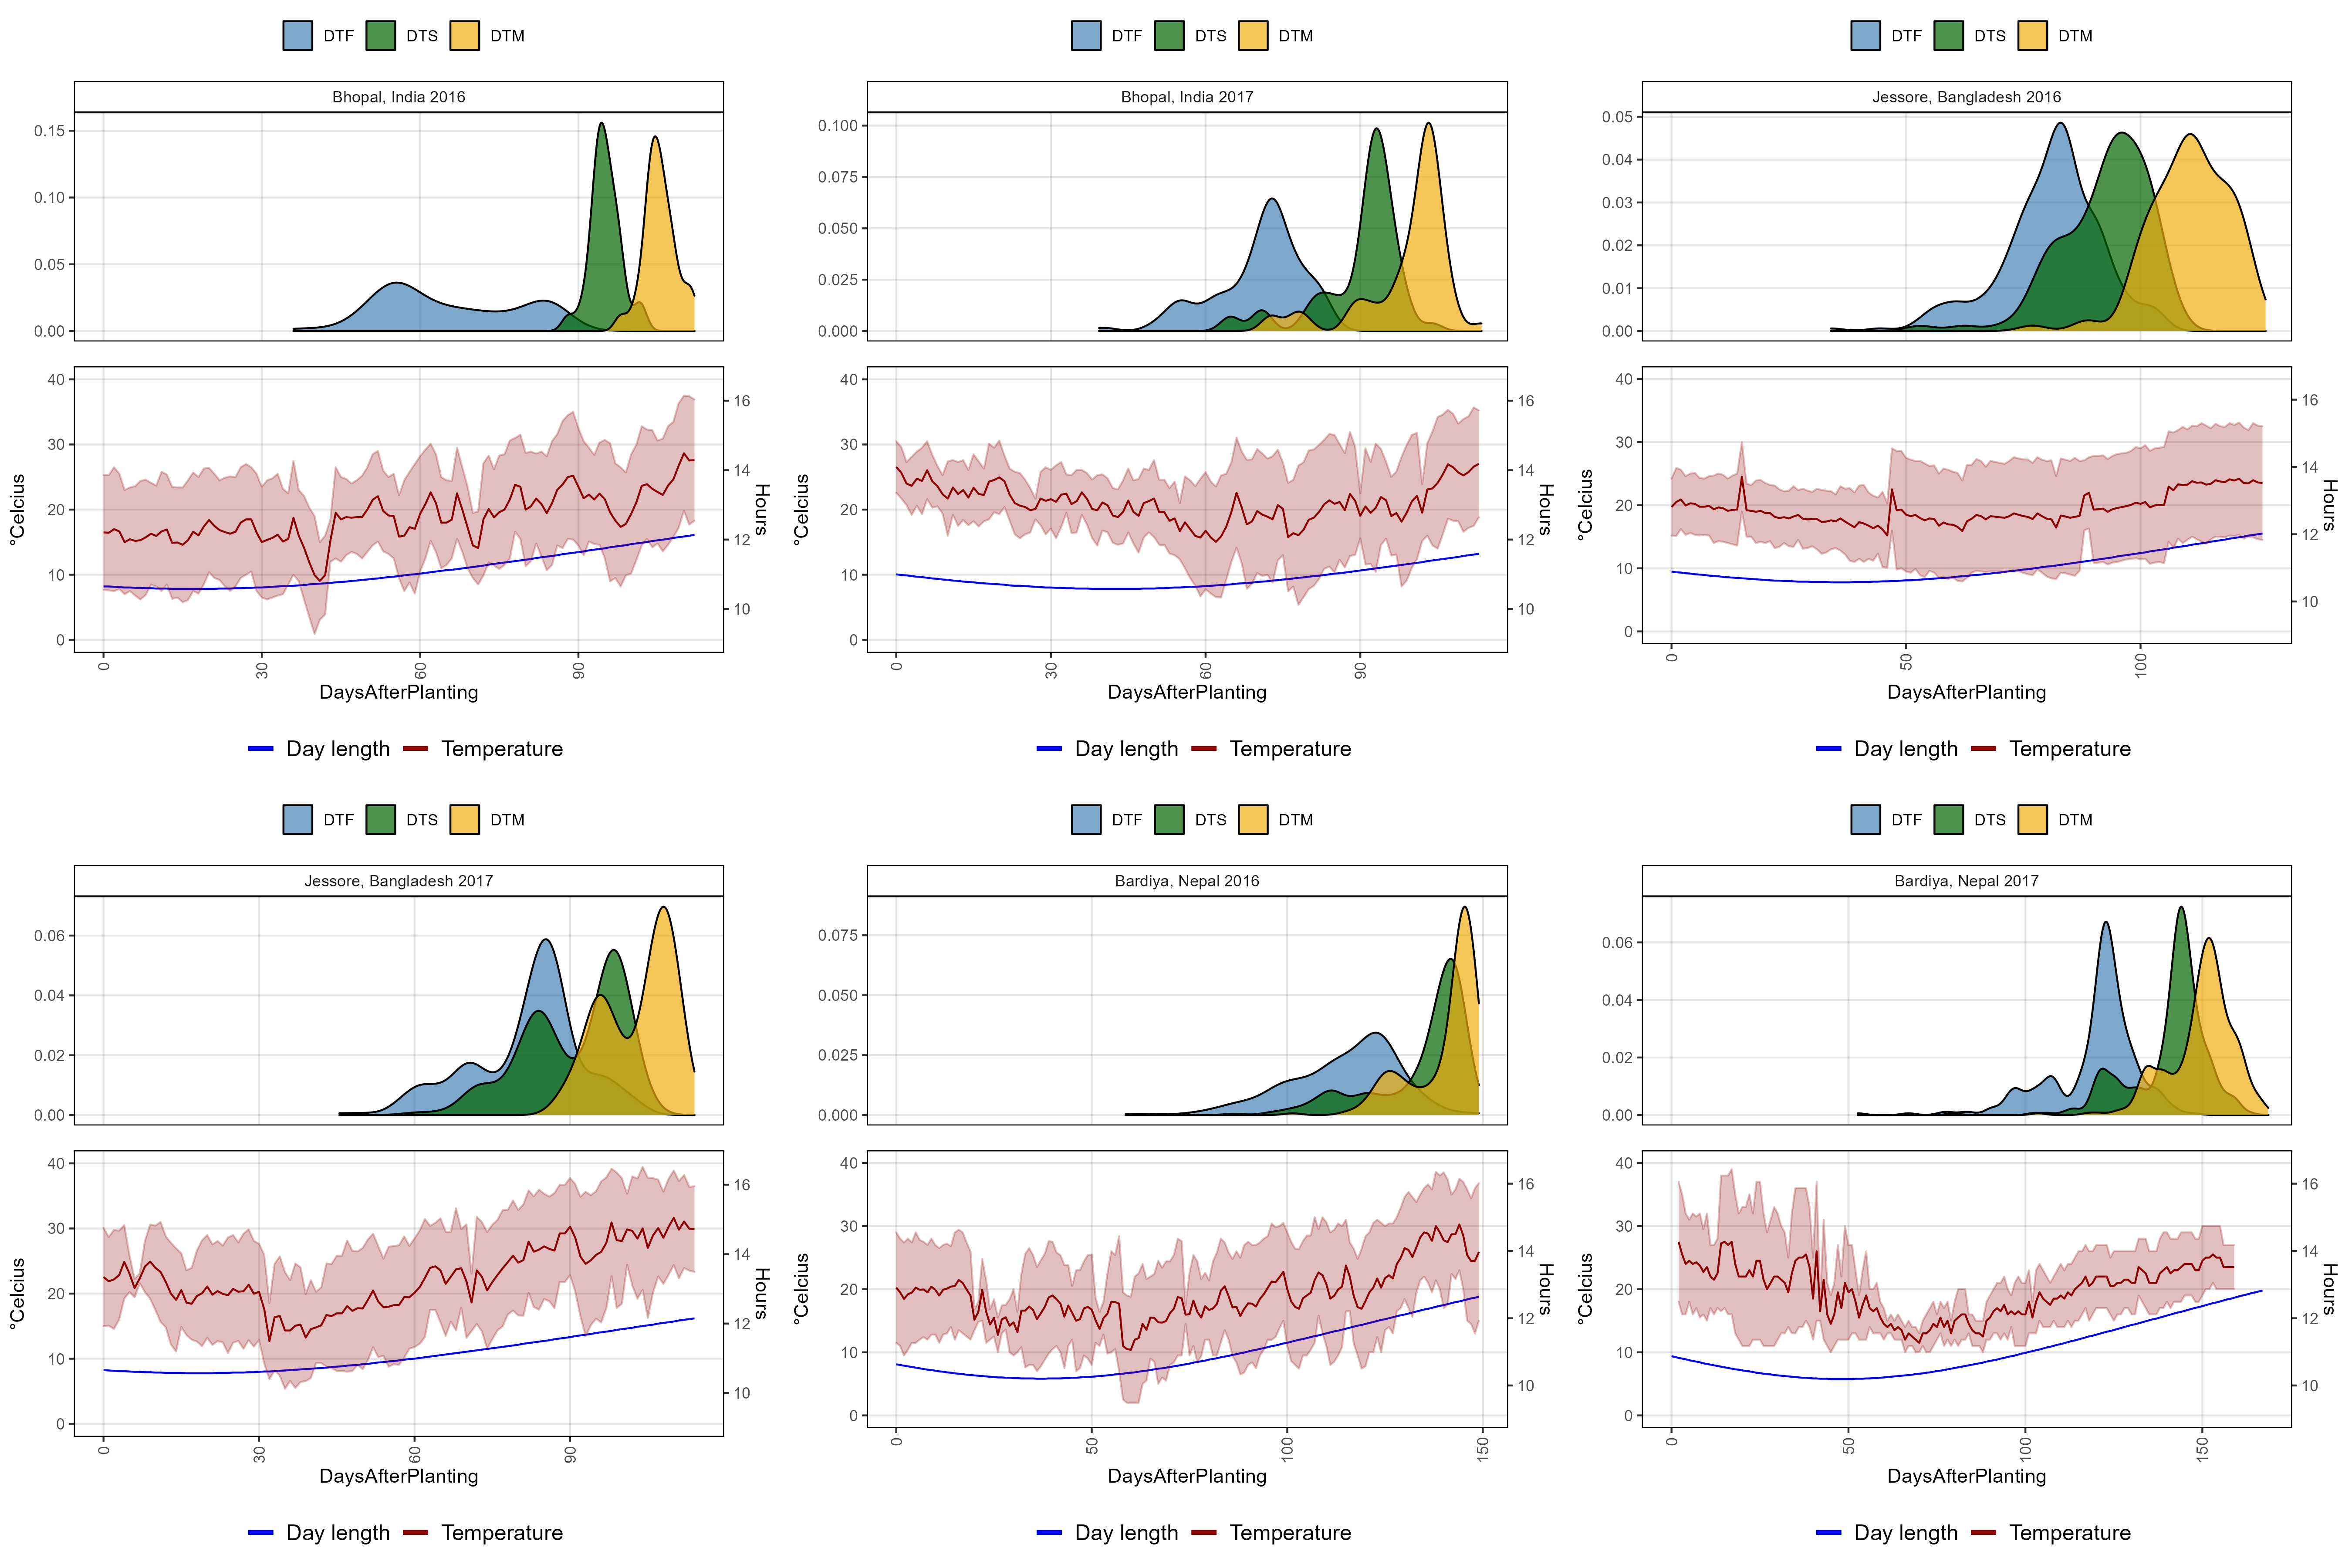 DTF DTS DTM
Bhopal, India 2016
0.15
0.10
0.05
0.00
40
30
20
10
0
16
14
12
10
°Celcius
Hours
0 30 60 90
DaysAfterPlanting
Day length Temperature
DTF DTS DTM
Bhopal, India 2017
0.100
0.075
0.050
0.025
0.000
40
30
20
10
0
16
14
12
10
°Celcius
Hours
0 30 60 90
DaysAfterPlanting
Day length Temperature
DTF DTS DTM
Jessore, Bangladesh 2016
0.05
0.04
0.03
0.02
0.01
0.00
40
30
20
10
0
16
14
12
10
°Celcius
Hours
0 50 100
DaysAfterPlanting
Day length Temperature
DTF DTS DTM
Jessore, Bangladesh 2017
0.06
0.04
0.02
0.00
40
30
20
10
0
16
14
12
10
°Celcius
Hours
0 30 60 90
DaysAfterPlanting
Day length Temperature
DTF DTS DTM
Bardiya, Nepal 2016
0.075
0.050
0.025
0.000
40
30
20
10
0
16
14
12
10
°Celcius
Hours
0 50 100 150
DaysAfterPlanting
Day length Temperature
DTF DTS DTM
Bardiya, Nepal 2017
0.06
0.04
0.02
0.00
40
30
20
10
0
16
14
12
10
°Celcius
Hours
0 50 100 150
DaysAfterPlanting
Day length Temperature